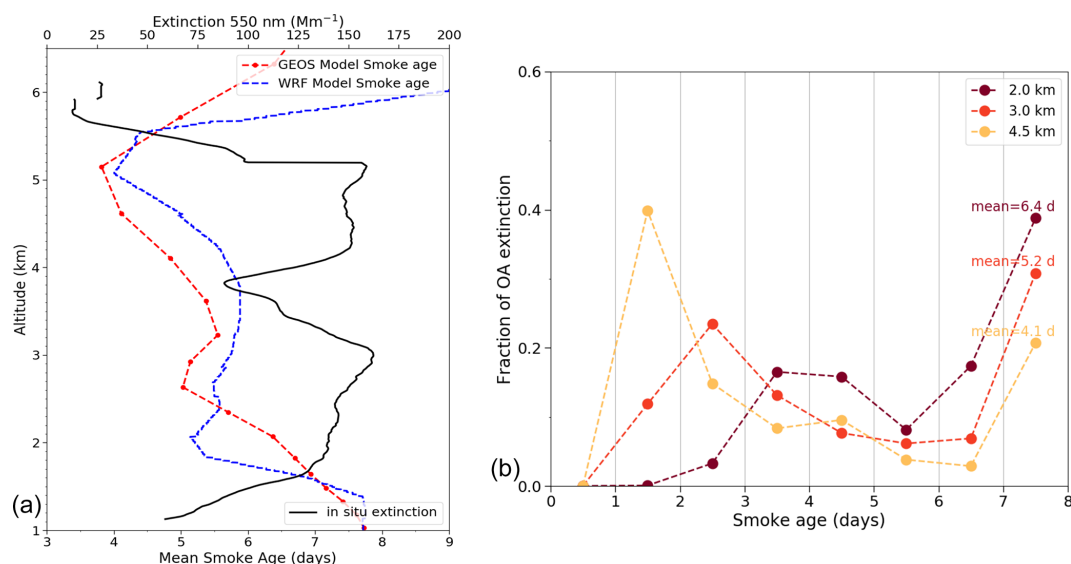 Extinction 550 nm (Mm⁻¹)
0 25 50 75 100 125 150 175 200
(a)
GEOS Model Smoke age
WRF Model Smoke age
6
5
4
3
2
1
Altitude (km)
in situ extinction
3 4 5 6 7 8 9
Mean Smoke Age (days)
0.6
0.4
0.2
0.0
Fraction of OA extinction
2.0 km
3.0 km
4.5 km
mean=6.4 d
mean=5.2 d
mean=4.1 d
(b)
0 1 2 3 4 5 6 7 8
Smoke age (days)